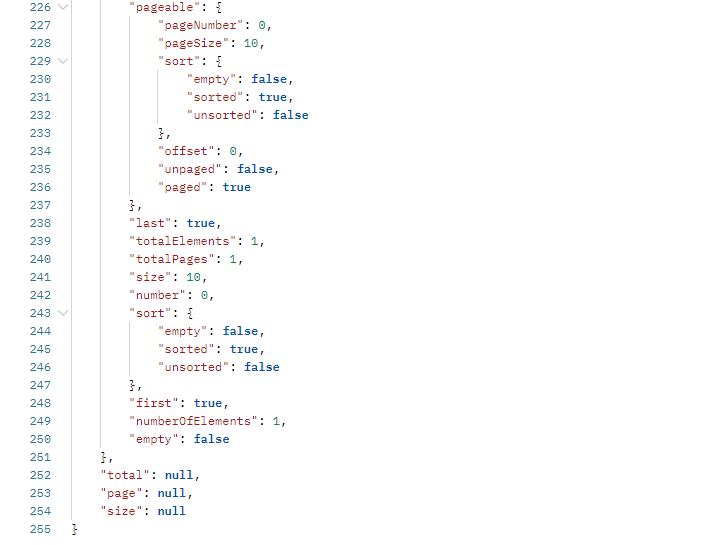 226 "pageable": {
227 "pageNumber": 0,
228 "pageSize": 10,
229 "sort": {
230 "empty": false,
231 "sorted": true,
232 "unsorted": false
233 },
234 "offset": 0,
235 "unpaged": false,
236 "paged": true
237 },
238 "last": true,
239 "totalElements": 1,
240 "totalPages": 1,
241 "size": 10,
242 "number": 0,
243 "sort": {
244 "empty": false,
245 "sorted": true,
246 "unsorted": false
247 },
248 "first": true,
249 "numberOfElements": 1,
250 "empty": false
251 },
252 "total": null,
253 "page": null,
254 "size": null
255 }